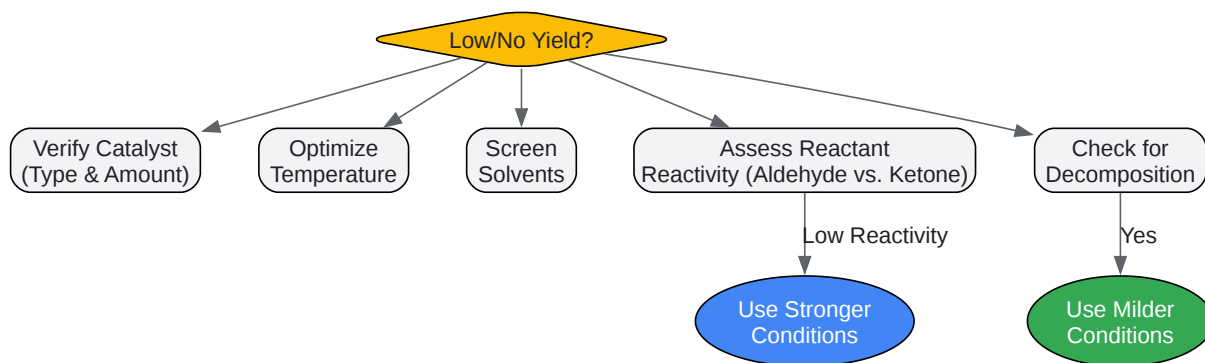 Low/No Yield?
Verify Catalyst
(Type & Amount)
Optimize
Temperature
Screen
Solvents
Assess Reactant
Reactivity (Aldehyde vs. Ketone)
Check for
Decomposition
Low Reactivity
Yes
Use Stronger
Conditions
Use Milder
Conditions